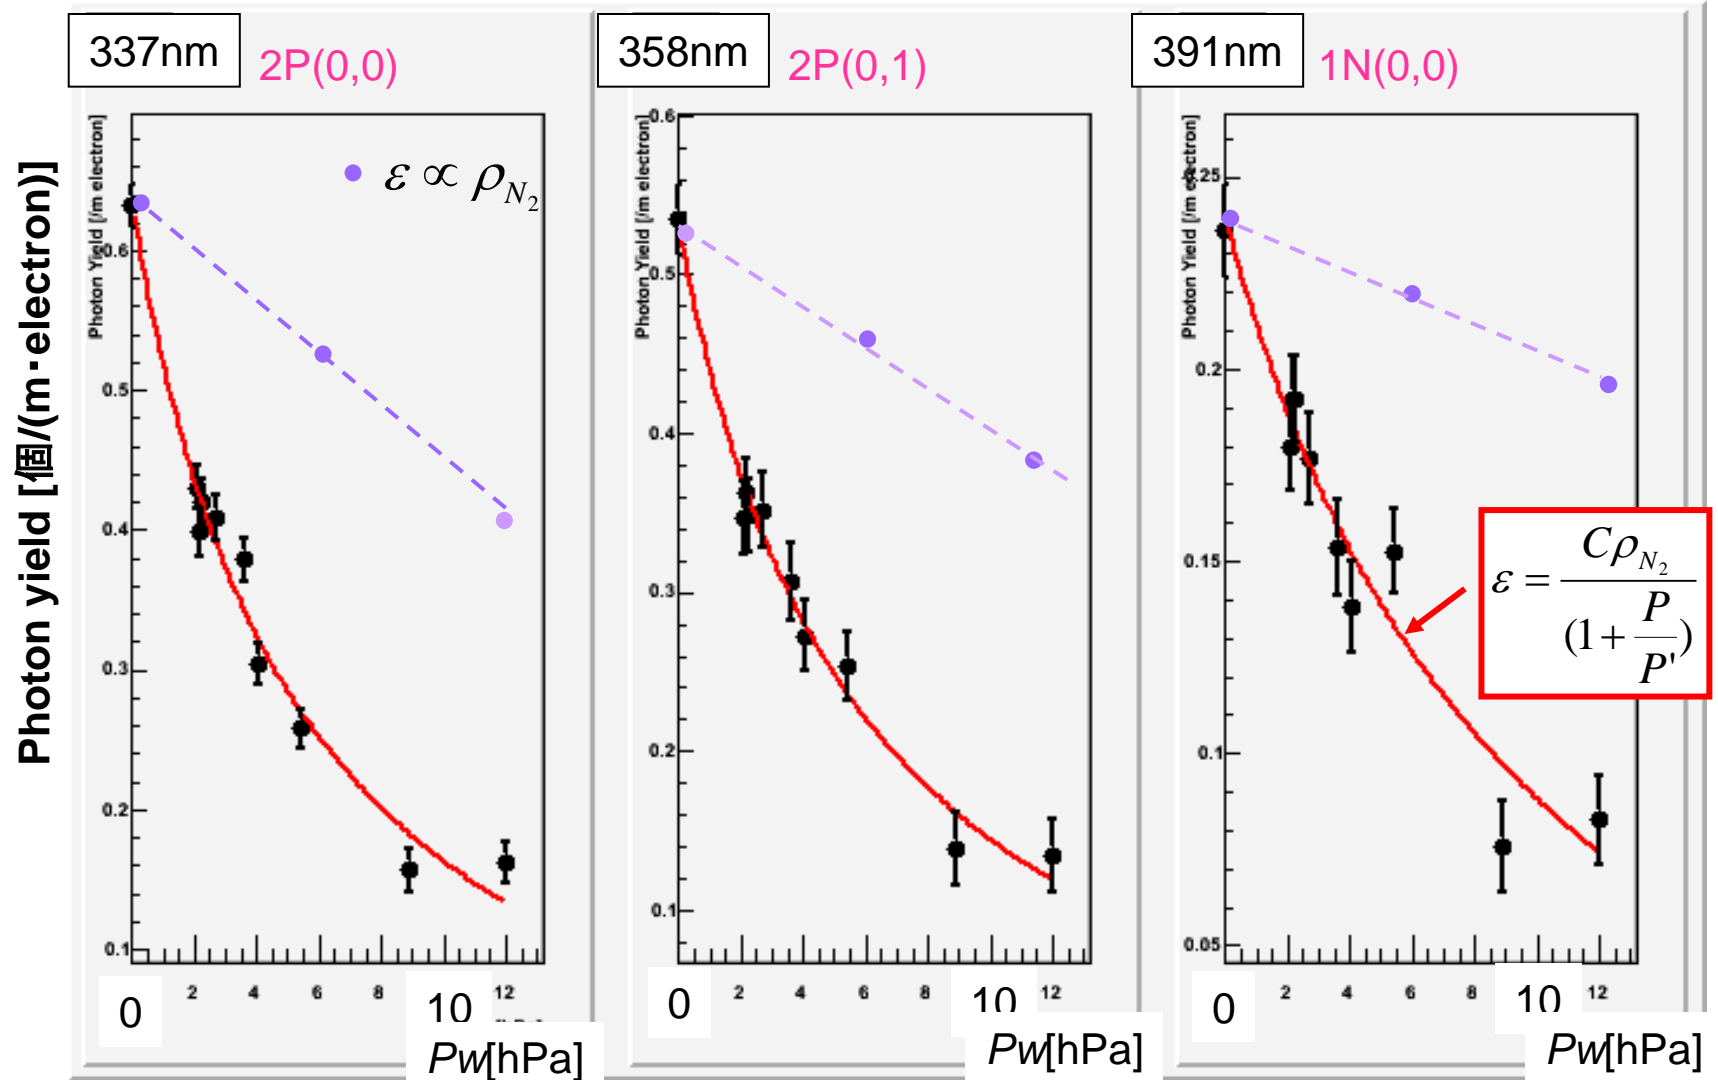 337nm 2P(0,0)
358nm 2P(0,1)
391nm 1N(0,0)
Photon yield [個/(m･electron)]
Photon Yield [/m electron]
ε ∝ ρ_{N_2}
0.6
0.5
0.4
0.3
0.2
0.1
0 2 4 6 8 10 12
Pw[hPa]
Photon Yield [/m electron]
0.6
0.5
0.4
0.3
0.2
0.1
0 2 4 6 8 10 12
Pw[hPa]
Photon Yield [/m electron]
0.25
0.2
0.15
0.1
0.05
ε = Cρ_{N_2} / (1 + P/P')
0 2 4 6 8 10 12
Pw[hPa]